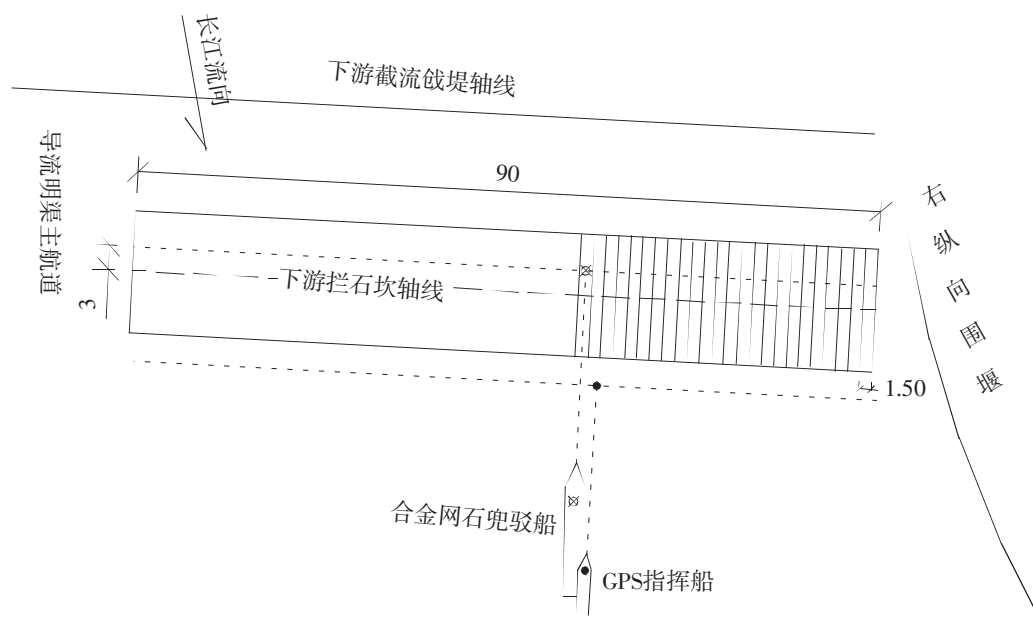 长江流向
下游截流戗堤轴线
导流明渠主航道
90
右纵向围堰
下游拦石坎轴线
3
1.50
合金网石兜驳船
GPS指挥船